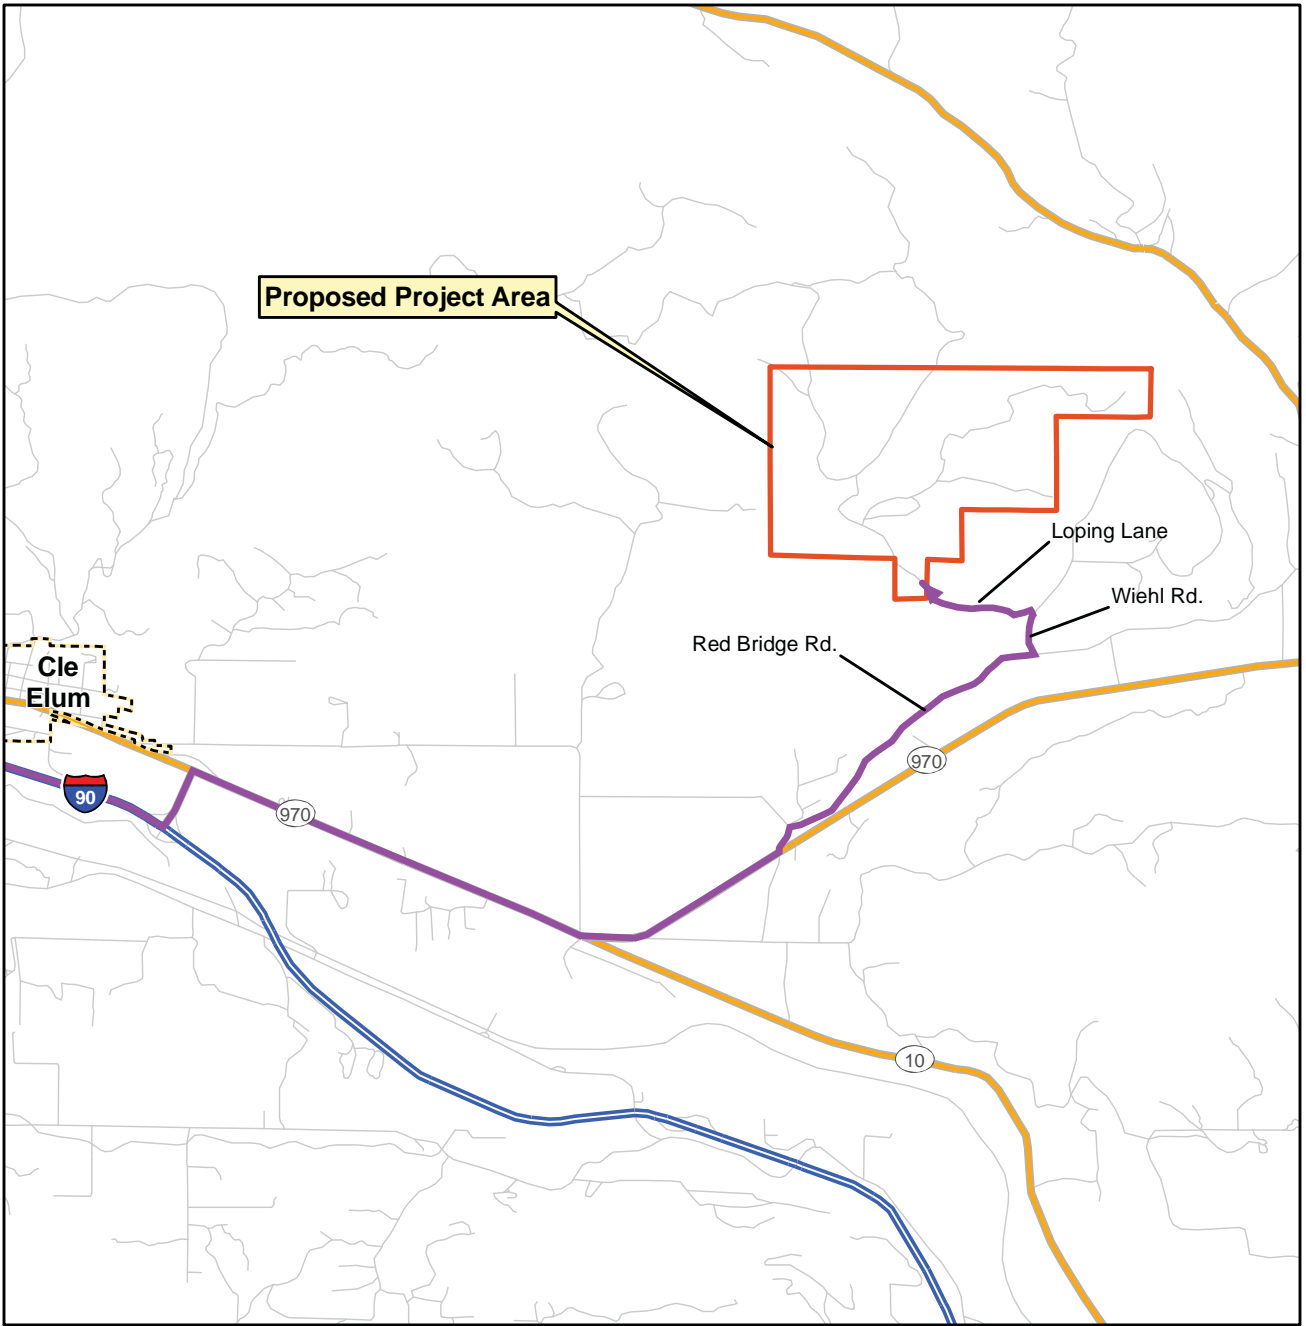 Proposed Project Area
Loping Lane
Wiehl Rd.
Red Bridge Rd.
Cle
Elum
970
90
970
10